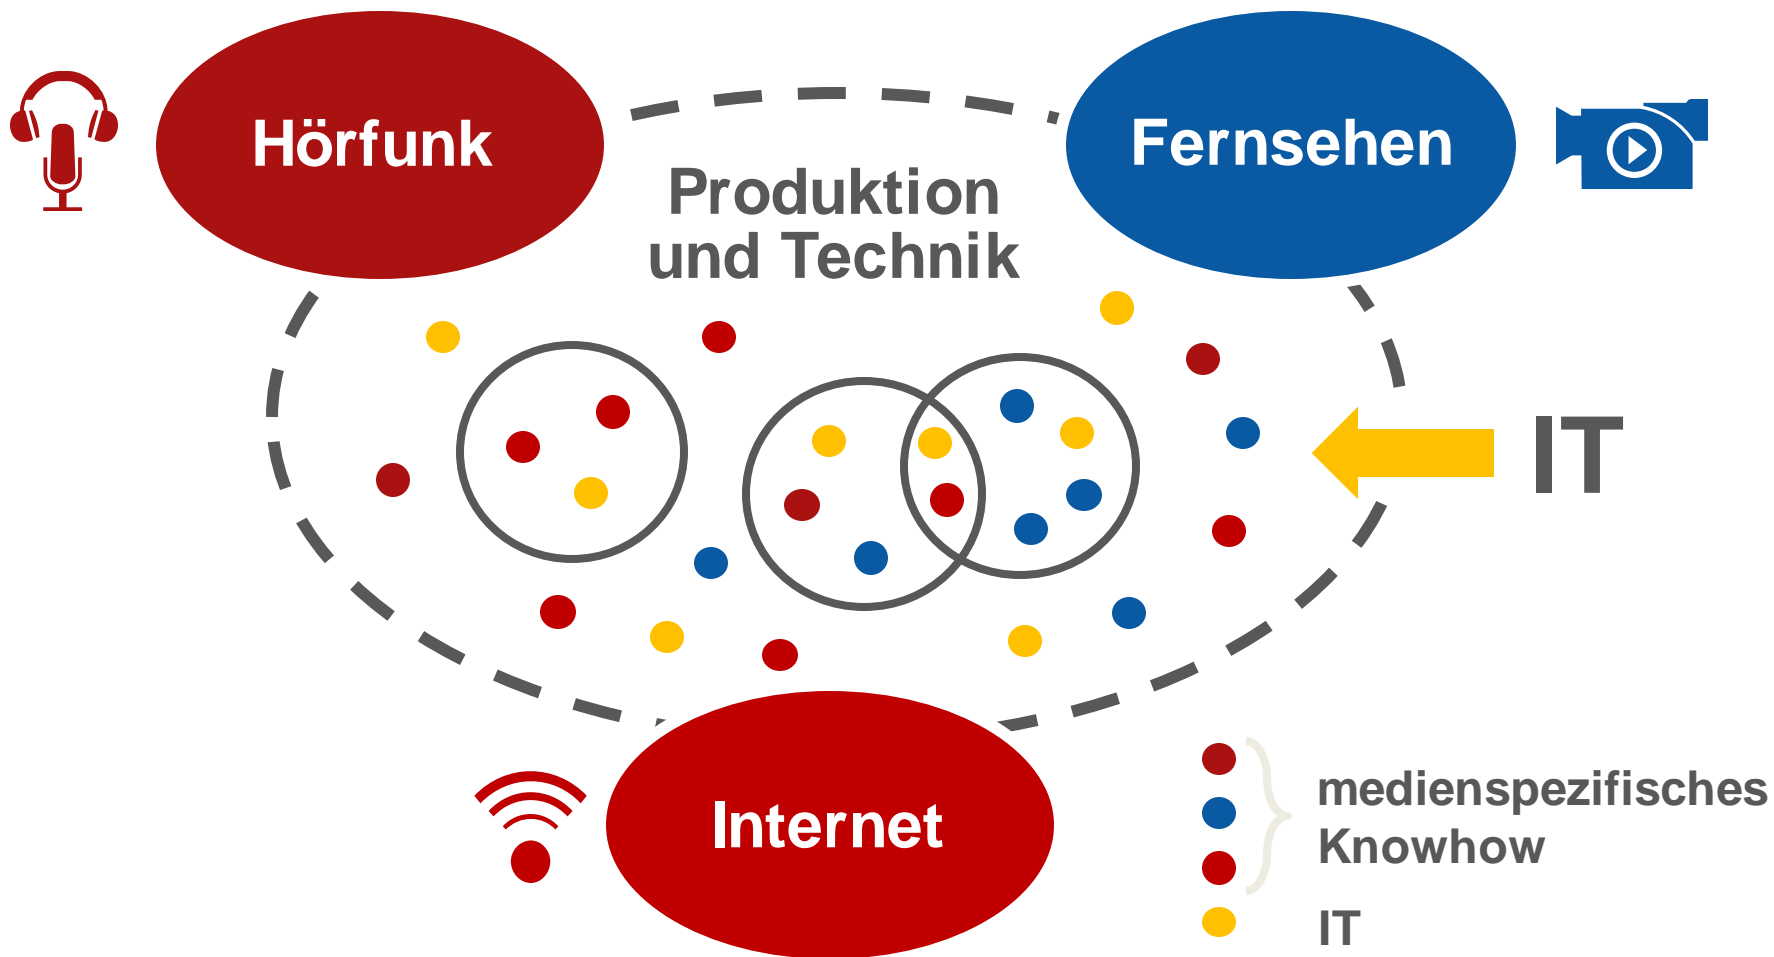 Hörfunk
Fernsehen
Produktion
und Technik
IT
Internet
medienspezifisches
Knowhow
IT